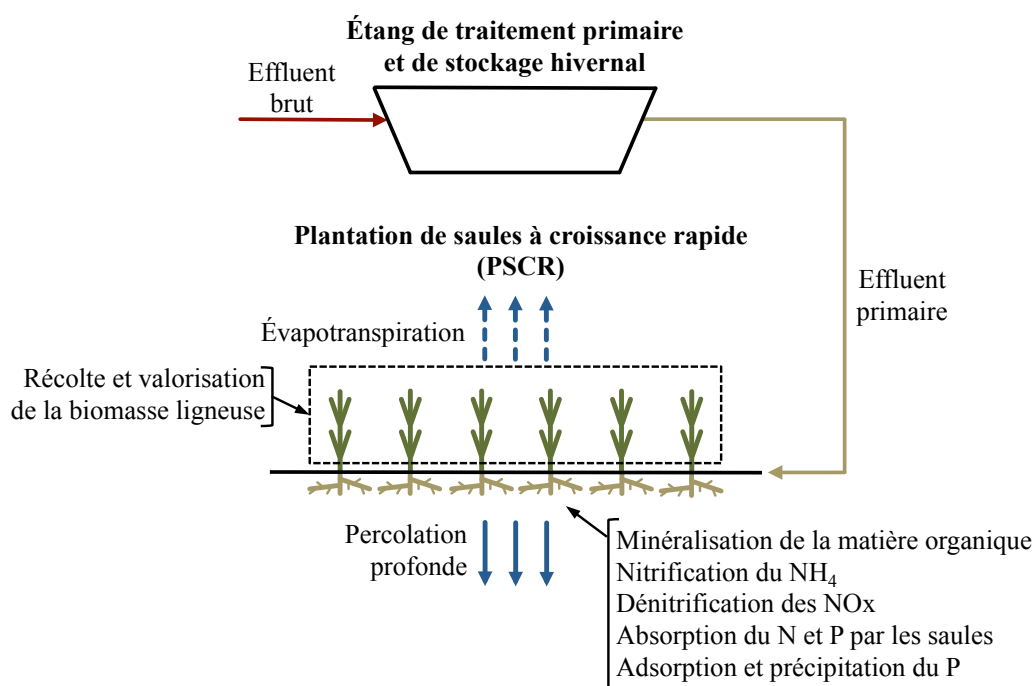 Étang de traitement primaire
et de stockage hivernal
Effluent
brut
Plantation de saules à croissance rapide
(PSCR)
Effluent
primaire
Évapotranspiration
Récolte et valorisation
de la biomasse ligneuse
Percolation
profonde
Minéralisation de la matière organique
Nitrification du NH₄
Dénitrification des NOx
Absorption du N et P par les saules
Adsorption et précipitation du P